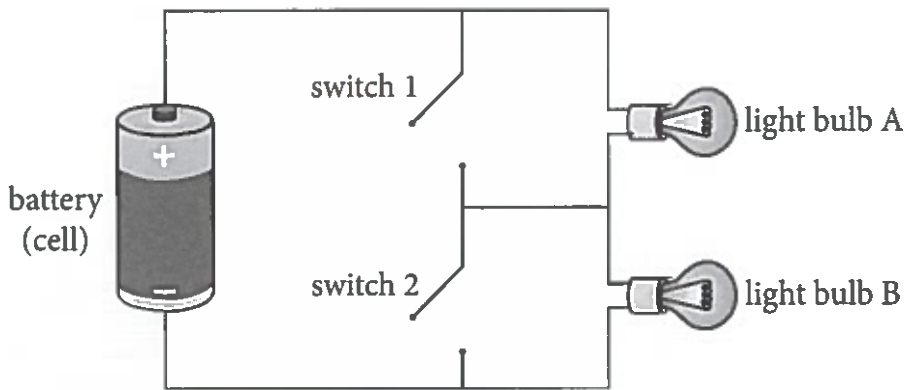 switch 1
light bulb A
+
battery
(cell)
switch 2
−
light bulb B